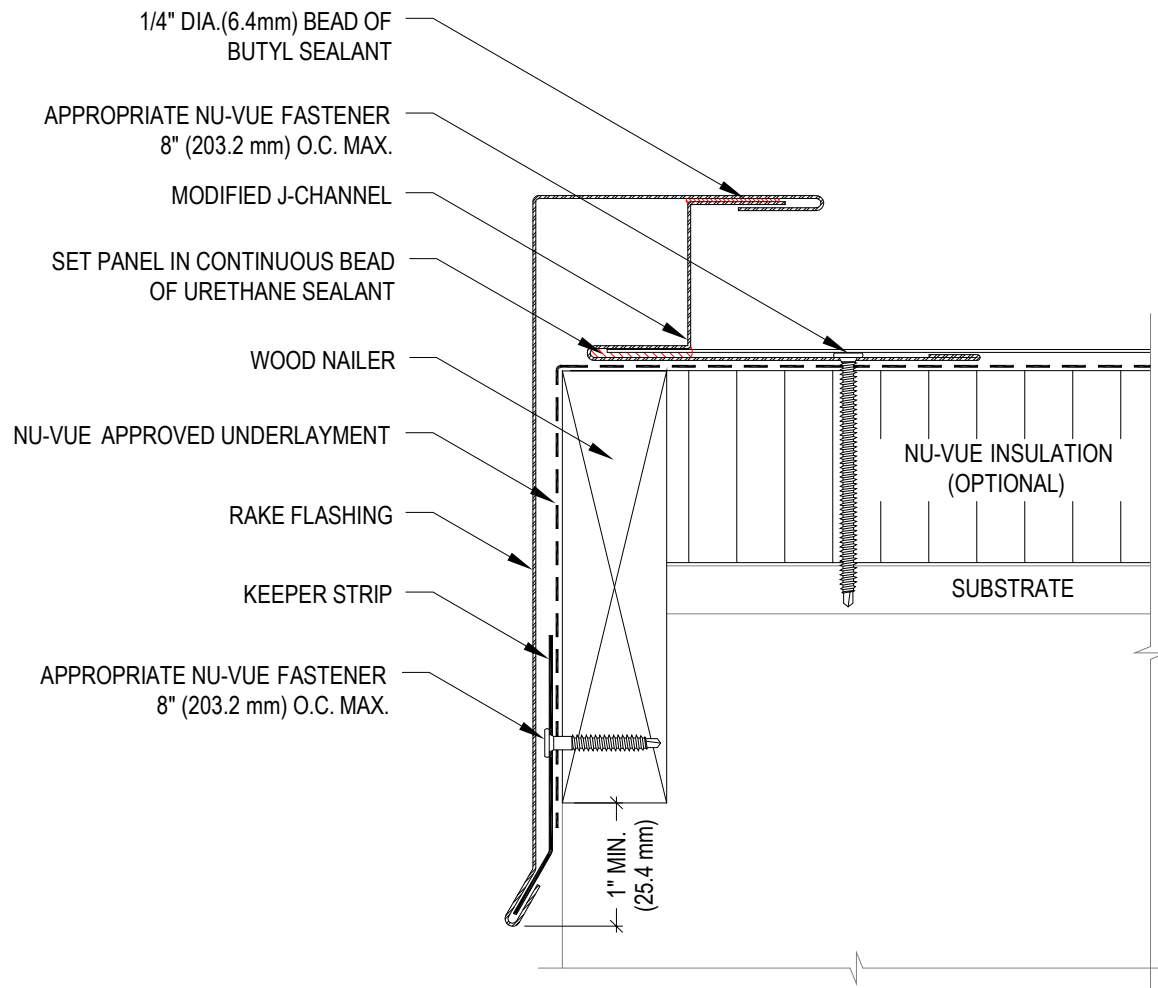 1/4" DIA.(6.4mm) BEAD OF
BUTYL SEALANT
APPROPRIATE NU-VUE FASTENER
8" (203.2 mm) O.C. MAX.
MODIFIED J-CHANNEL
SET PANEL IN CONTINUOUS BEAD
OF URETHANE SEALANT
WOOD NAILER
NU-VUE APPROVED UNDERLAYMENT
RAKE FLASHING
KEEPER STRIP
APPROPRIATE NU-VUE FASTENER
8" (203.2 mm) O.C. MAX.
NU-VUE INSULATION
(OPTIONAL)
SUBSTRATE
1" MIN.
(25.4 mm)